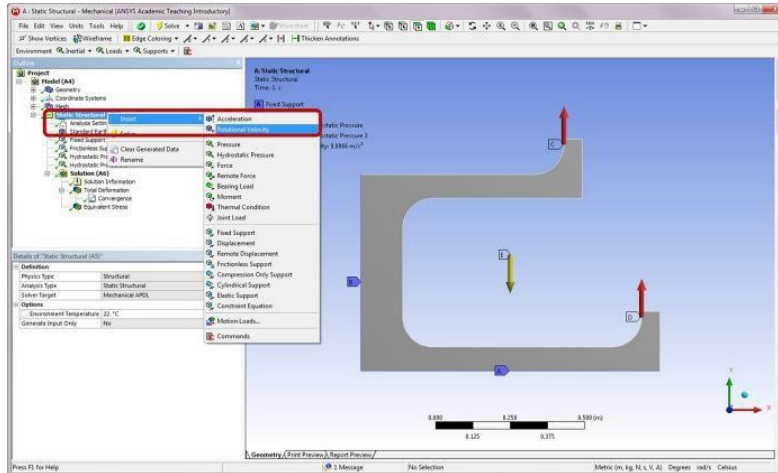 A : Static Structural - Mechanical [ANSYS Academic Teaching Introductory]
File Edit View Units Tools Help Solve Worksheet
Show Vertices Wireframe Edge Coloring Thicken Annotations
Environment Inertial Loads Supports
Outline
Project
Model (A4)
Geometry
Coordinate Systems
Mesh
Static Structural
Analysis Settings
Standard Ear
Fixed Support
Frictionless Su
Hydrostatic Pr
Hydrostatic Pre
Solution (A6)
Solution Information
Total Deformation
Convergence
Equivalent Stress
Insert
Solve
Clear Generated Data
Rename
Acceleration
Rotational Velocity
Pressure
Hydrostatic Pressure
Force
Remote Force
Bearing Load
Moment
Thermal Condition
Joint Load
Fixed Support
Displacement
Remote Displacement
Frictionless Support
Compression Only Support
Cylindrical Support
Elastic Support
Constraint Equation
Motion Loads...
Commands
Details of "Static Structural (A5)"
Definition
Physics Type Structural
Analysis Type Static Structural
Solver Target Mechanical APDL
Options
Environment Temperature 22. °C
Generate Input Only No
A: Static Structural
Static Structural
Time: 1. s
A Fixed Support
static Pressure
static Pressure 2
ity: 9.8066 m/s²
C
E
B
D
A
Y
X
0.000 0.250 0.500 (m)
0.125 0.375
Geometry Print Preview Report Preview
Press F1 for Help 1 Message No Selection Metric (m, kg, N, s, V, A) Degrees rad/s Celsius